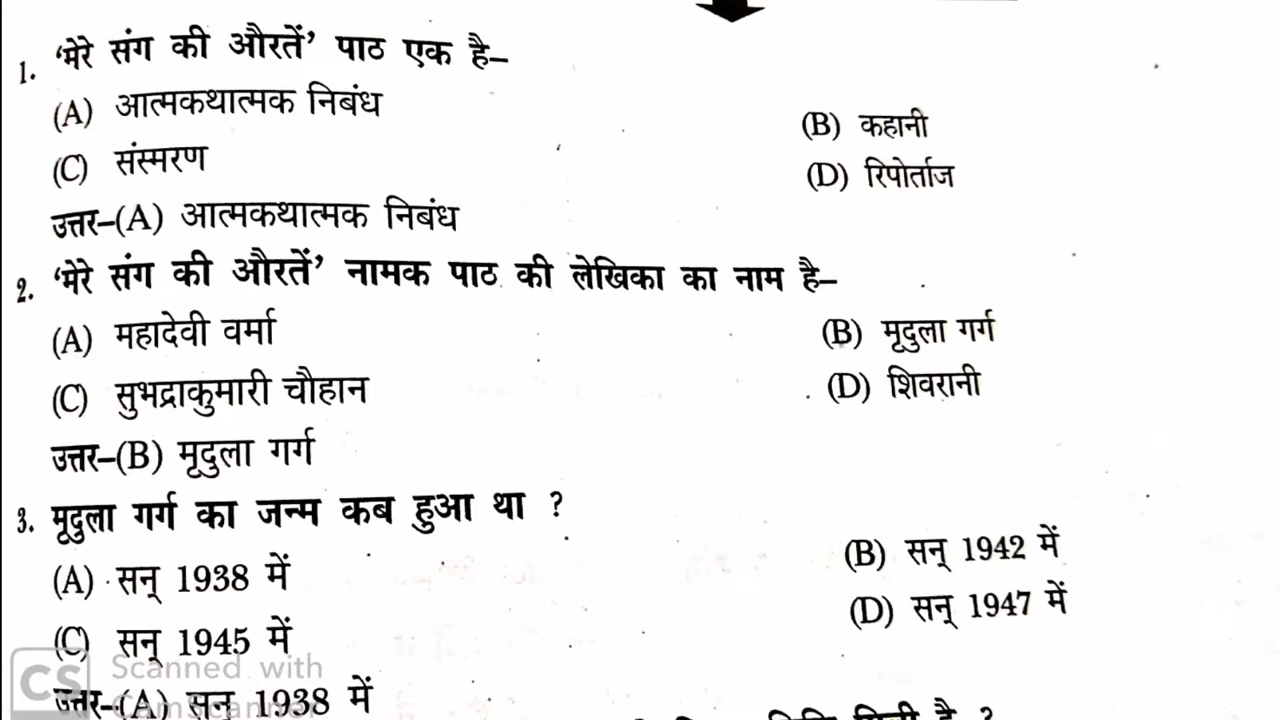 1. 'मेरे संग की औरतें' पाठ एक है–
(A) आत्मकथात्मक निबंध
(B) कहानी
(C) संस्मरण
(D) रिपोर्ताज
उत्तर–(A) आत्मकथात्मक निबंध
2. 'मेरे संग की औरतें' नामक पाठ की लेखिका का नाम है–
(A) महादेवी वर्मा
(B) मृदुला गर्ग
(C) सुभद्राकुमारी चौहान
(D) शिवरानी
उत्तर–(B) मृदुला गर्ग
3. मृदुला गर्ग का जन्म कब हुआ था ?
(A) सन् 1938 में
(B) सन् 1942 में
(C) सन् 1945 में
(D) सन् 1947 में
CS Scanned with
CamScanner
उत्तर–(A) सन् 1938 में
है ?